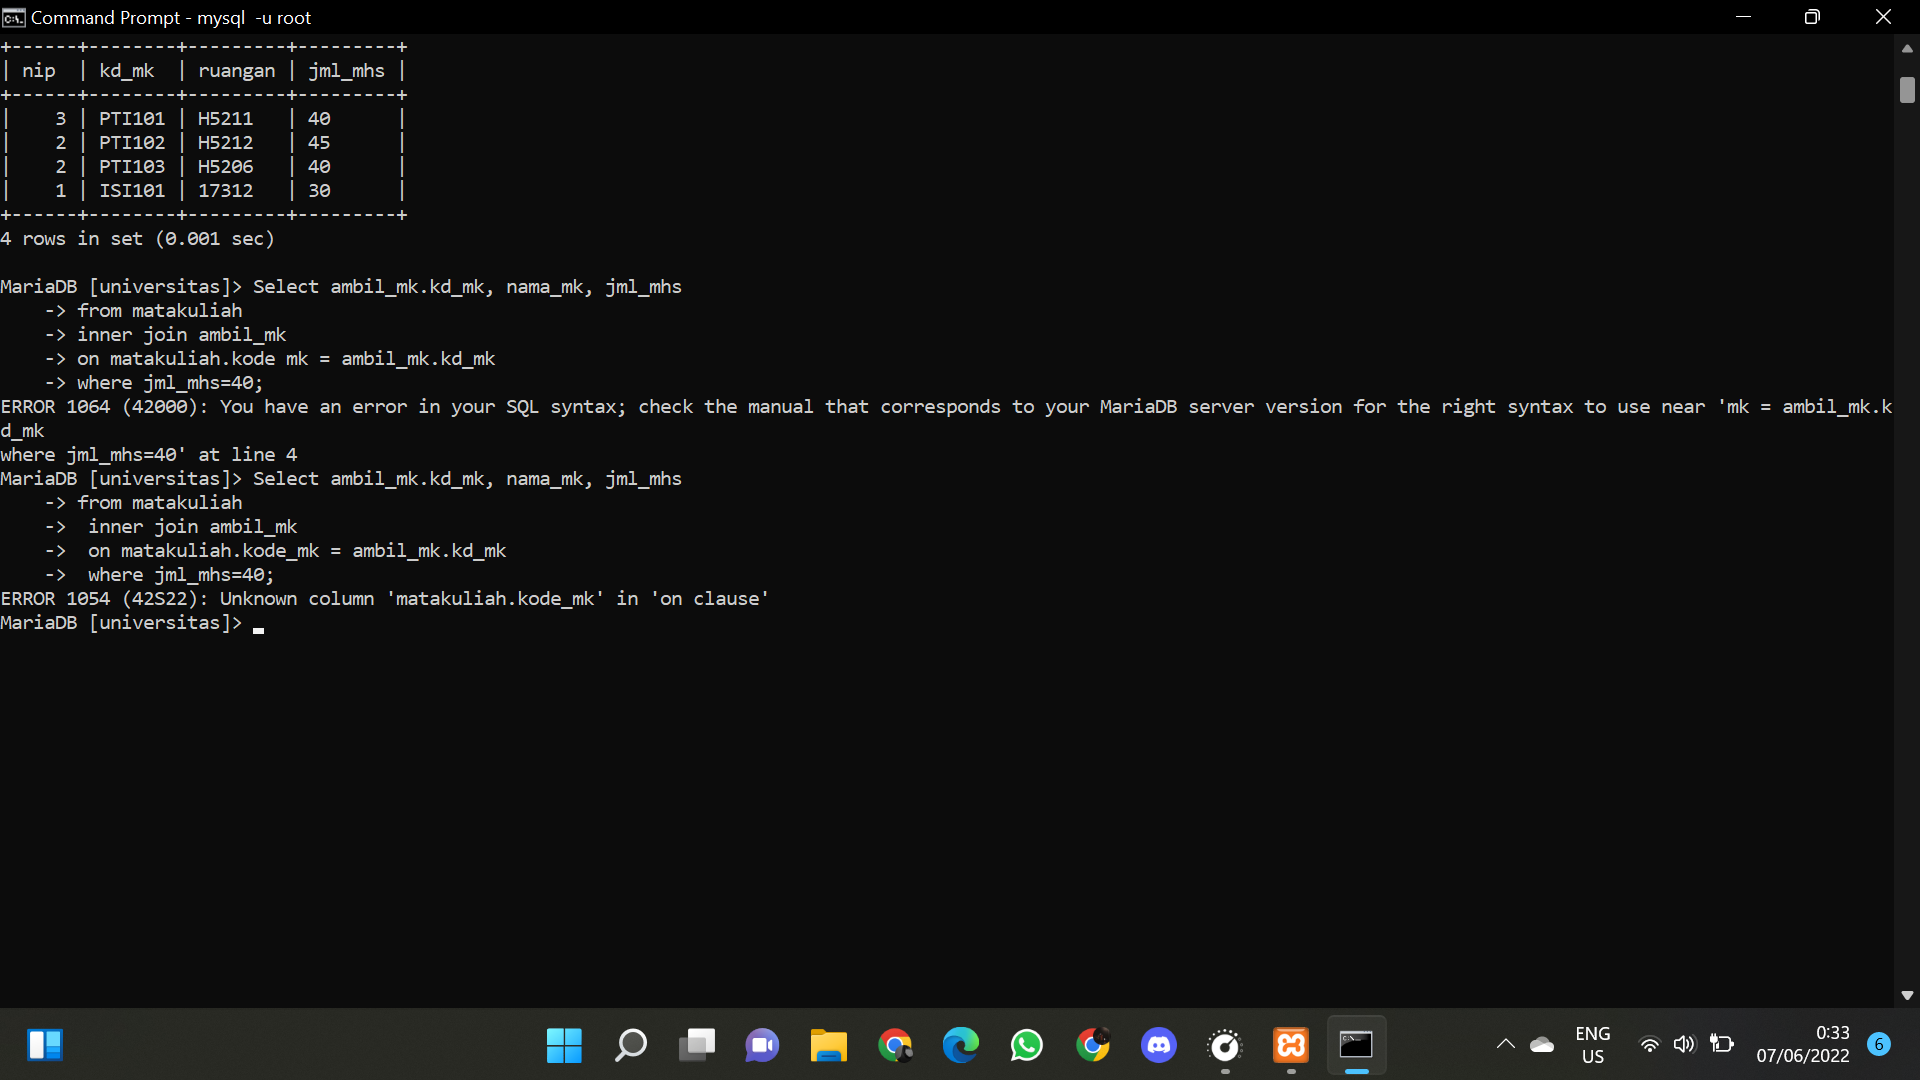 Command Prompt - mysql  -u root
+------+--------+---------+---------+
| nip  | kd_mk  | ruangan | jml_mhs |
+------+--------+---------+---------+
|    3 | PTI101 | H5211   | 40      |
|    2 | PTI102 | H5212   | 45      |
|    2 | PTI103 | H5206   | 40      |
|    1 | ISI101 | 17312   | 30      |
+------+--------+---------+---------+
4 rows in set (0.001 sec)
MariaDB [universitas]> Select ambil_mk.kd_mk, nama_mk, jml_mhs
    -> from matakuliah
    -> inner join ambil_mk
    -> on matakuliah.kode mk = ambil_mk.kd_mk
    -> where jml_mhs=40;
ERROR 1064 (42000): You have an error in your SQL syntax; check the manual that corresponds to your MariaDB server version for the right syntax to use near 'mk = ambil_mk.k
d_mk
where jml_mhs=40' at line 4
MariaDB [universitas]> Select ambil_mk.kd_mk, nama_mk, jml_mhs
    -> from matakuliah
    ->  inner join ambil_mk
    ->  on matakuliah.kode_mk = ambil_mk.kd_mk
    ->  where jml_mhs=40;
ERROR 1054 (42S22): Unknown column 'matakuliah.kode_mk' in 'on clause'
MariaDB [universitas]> _
ENG
US
0:33
07/06/2022
6